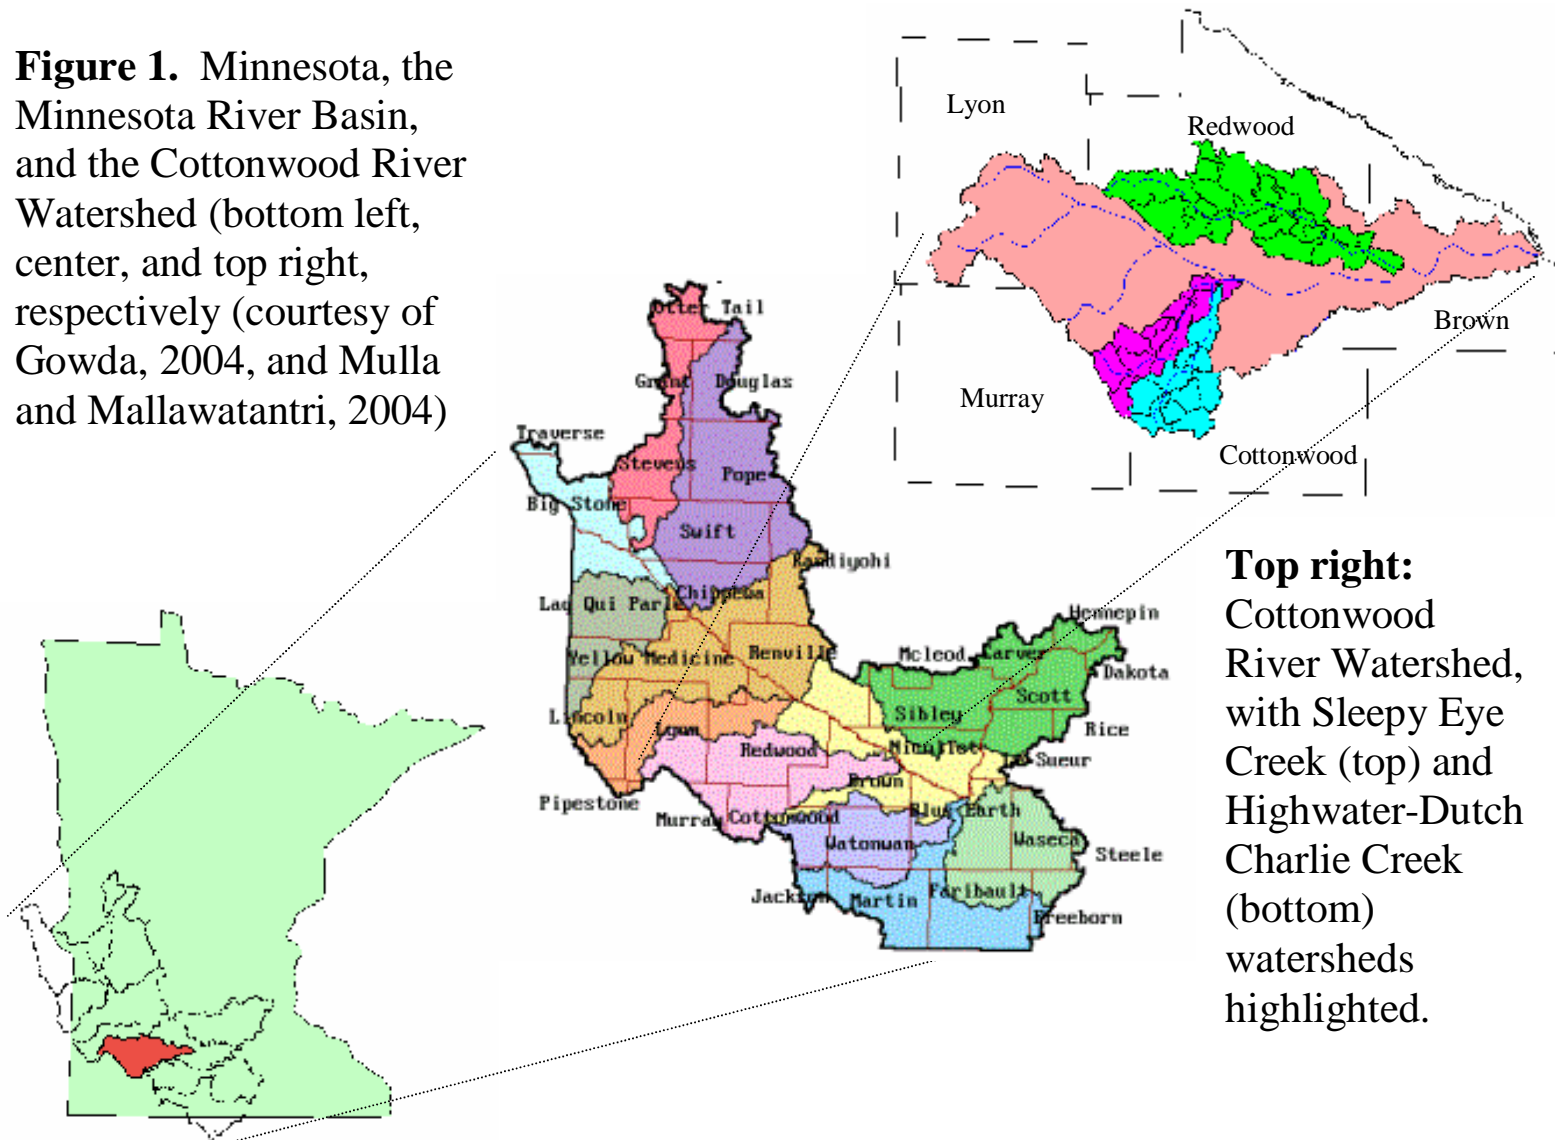 Figure 1. Minnesota, the
Minnesota River Basin,
and the Cottonwood River
Watershed (bottom left,
center, and top right,
respectively (courtesy of
Gowda, 2004, and Mulla
and Mallawatantri, 2004)
Lyon
Redwood
Brown
Murray
Cottonwood
Otter Tail
Grant
Douglas
Traverse
Stevens
Pope
Big Stone
Swift
Kandiyohi
Chippewa
Laq Qui Parle
Hennepin
Yellow Medicine
Renville
Mcleod
Carver
Dakota
Scott
Lincoln
Lyon
Sibley
Rice
Redwood
Nicollet
Le Sueur
Brown
Pipestone
Murray
Cottonwood
Blue Earth
Watonwan
Waseca
Steele
Jackson
Martin
Faribault
Freeborn
Top right:
Cottonwood
River Watershed,
with Sleepy Eye
Creek (top) and
Highwater-Dutch
Charlie Creek
(bottom)
watersheds
highlighted.